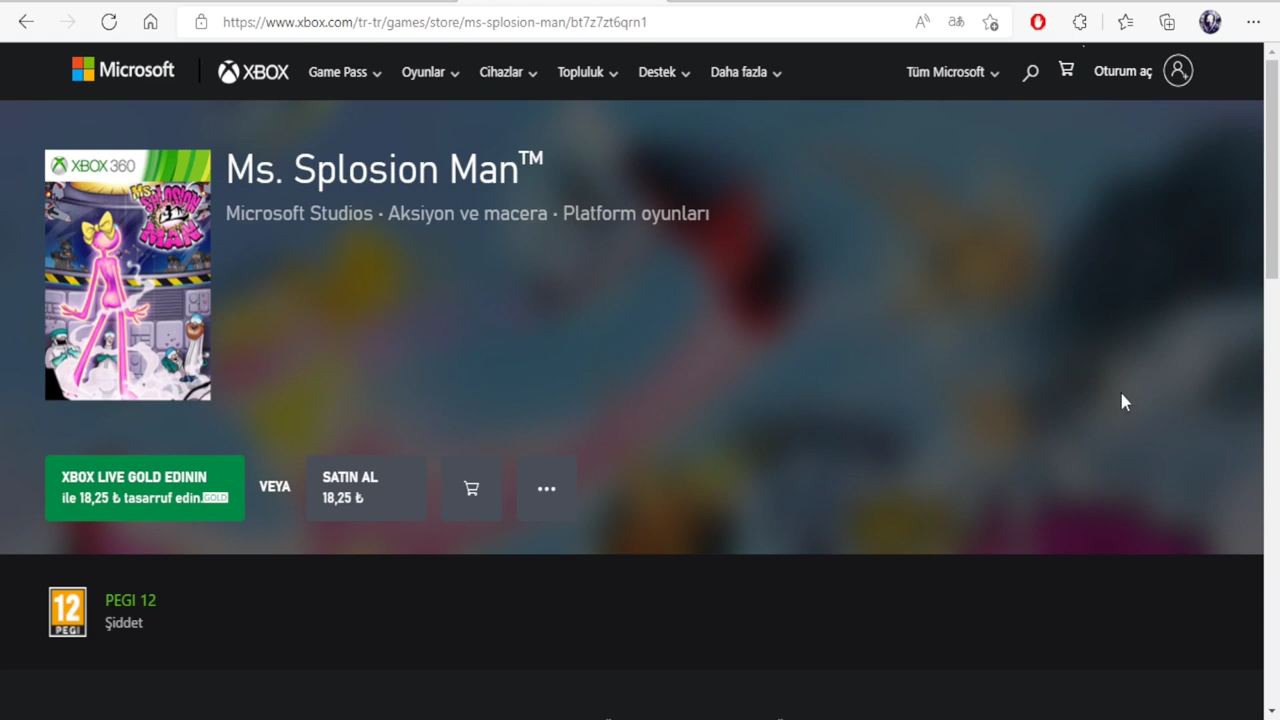 https://www.xbox.com/tr-tr/games/store/ms-splosion-man/bt7z7zt6qrn1
Microsoft
XBOX
Game Pass
Oyunlar
Cihazlar
Topluluk
Destek
Daha fazla
Tüm Microsoft
Oturum aç
XBOX 360
Ms. SPLOSION MAN
Ms. Splosion Man™
Microsoft Studios · Aksiyon ve macera · Platform oyunları
XBOX LIVE GOLD EDININ
ile 18,25 ₺ tasarruf edin. GOLD
VEYA
SATIN AL
18,25 ₺
12
PEGI
PEGI 12
Şiddet